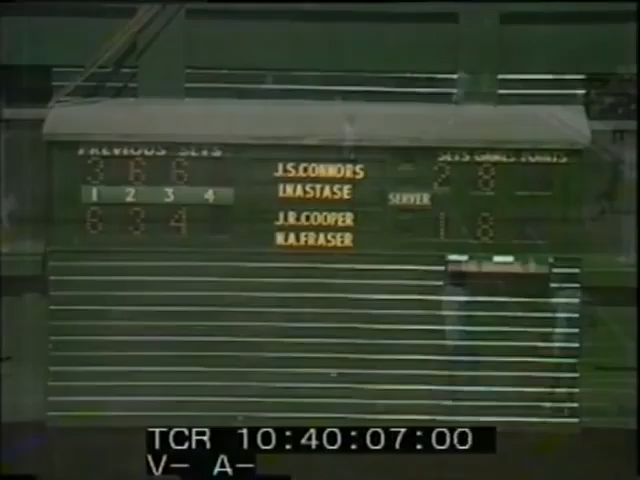 PREVIOUS SETS
SETS GAMES POINTS
3 6 6
J.S.CONNORS
2 8
1 2 3 4
I.NASTASE
SERVER
6 3 4
J.R.COOPER
1 8
N.A.FRASER
TCR 10:40:07:00
V- A-